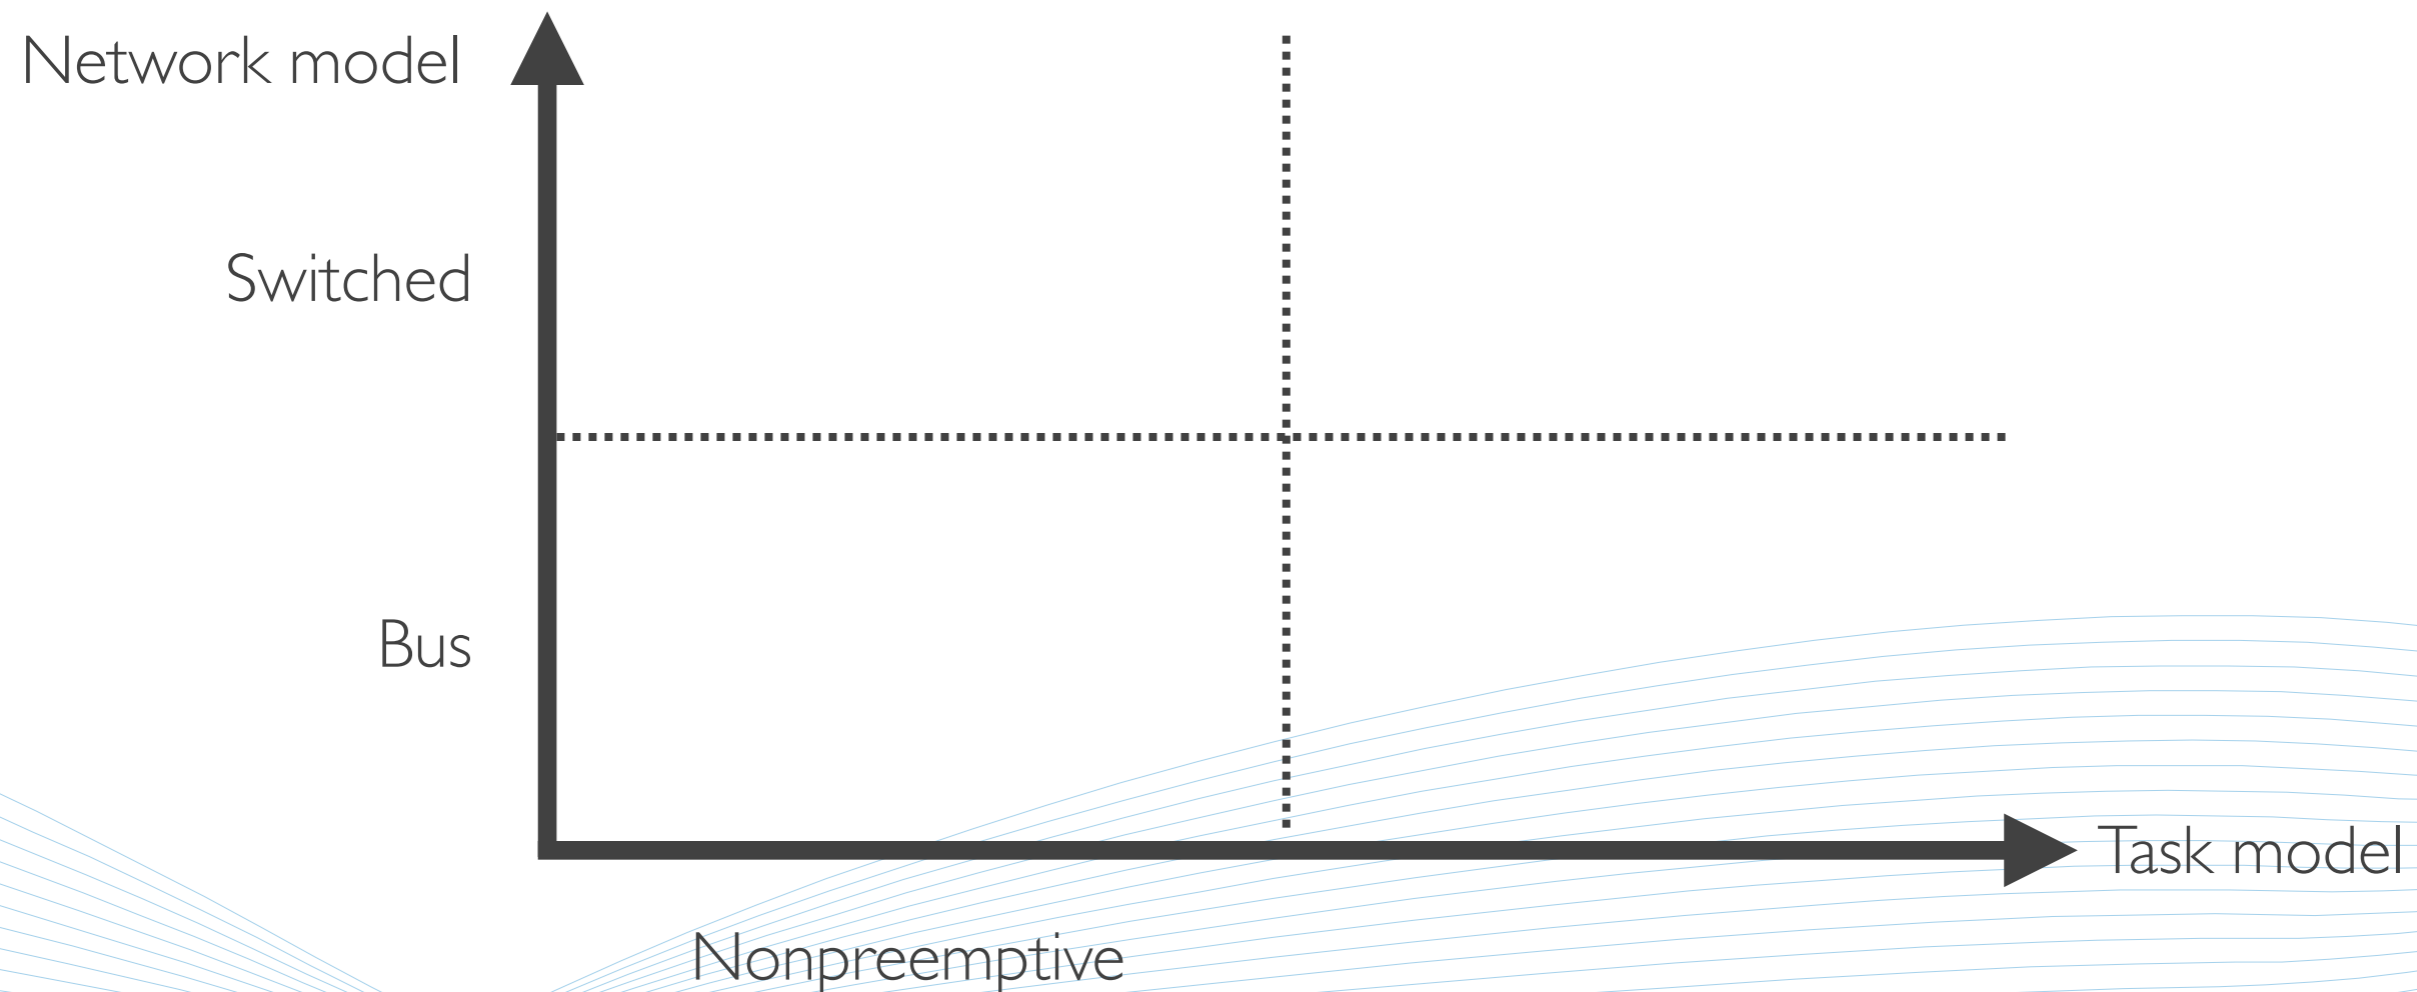 Network model
Switched
Bus
Task model
Nonpreemptive